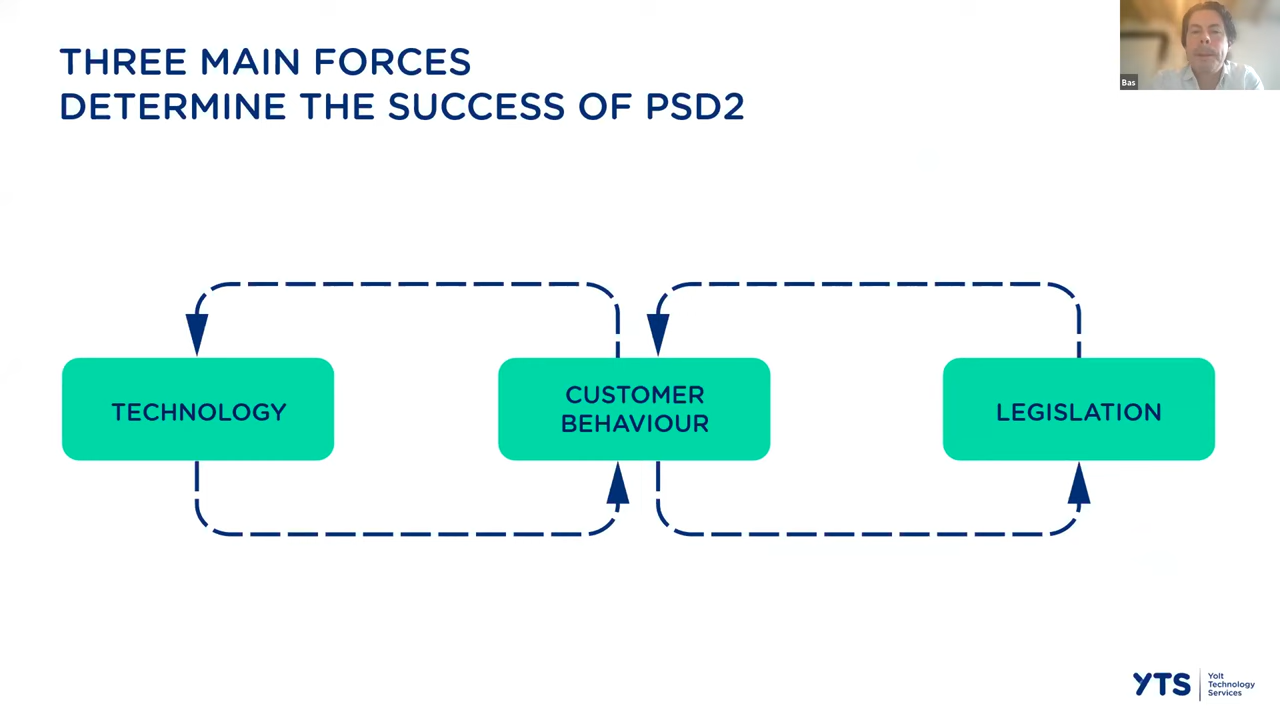 THREE MAIN FORCES
DETERMINE THE SUCCESS OF PSD2
Bas
TECHNOLOGY
CUSTOMER
BEHAVIOUR
LEGISLATION
YTS
Yolt
Technology
Services